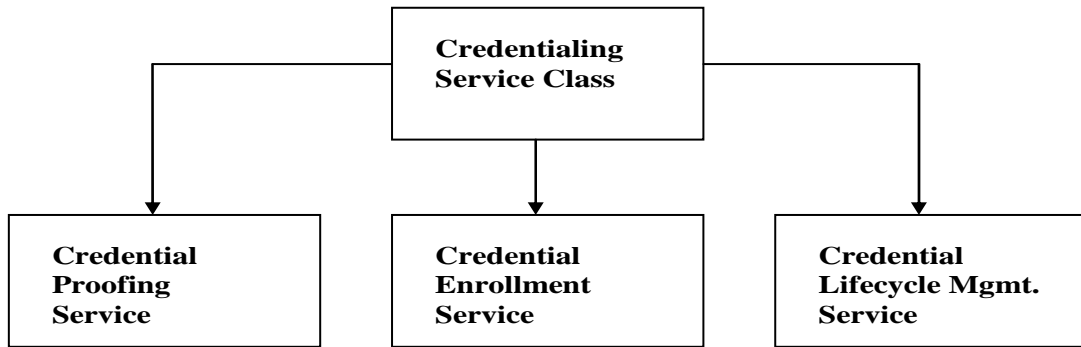 Credentialing
Service Class
Credential
Proofing
Service
Credential
Enrollment
Service
Credential
Lifecycle Mgmt.
Service